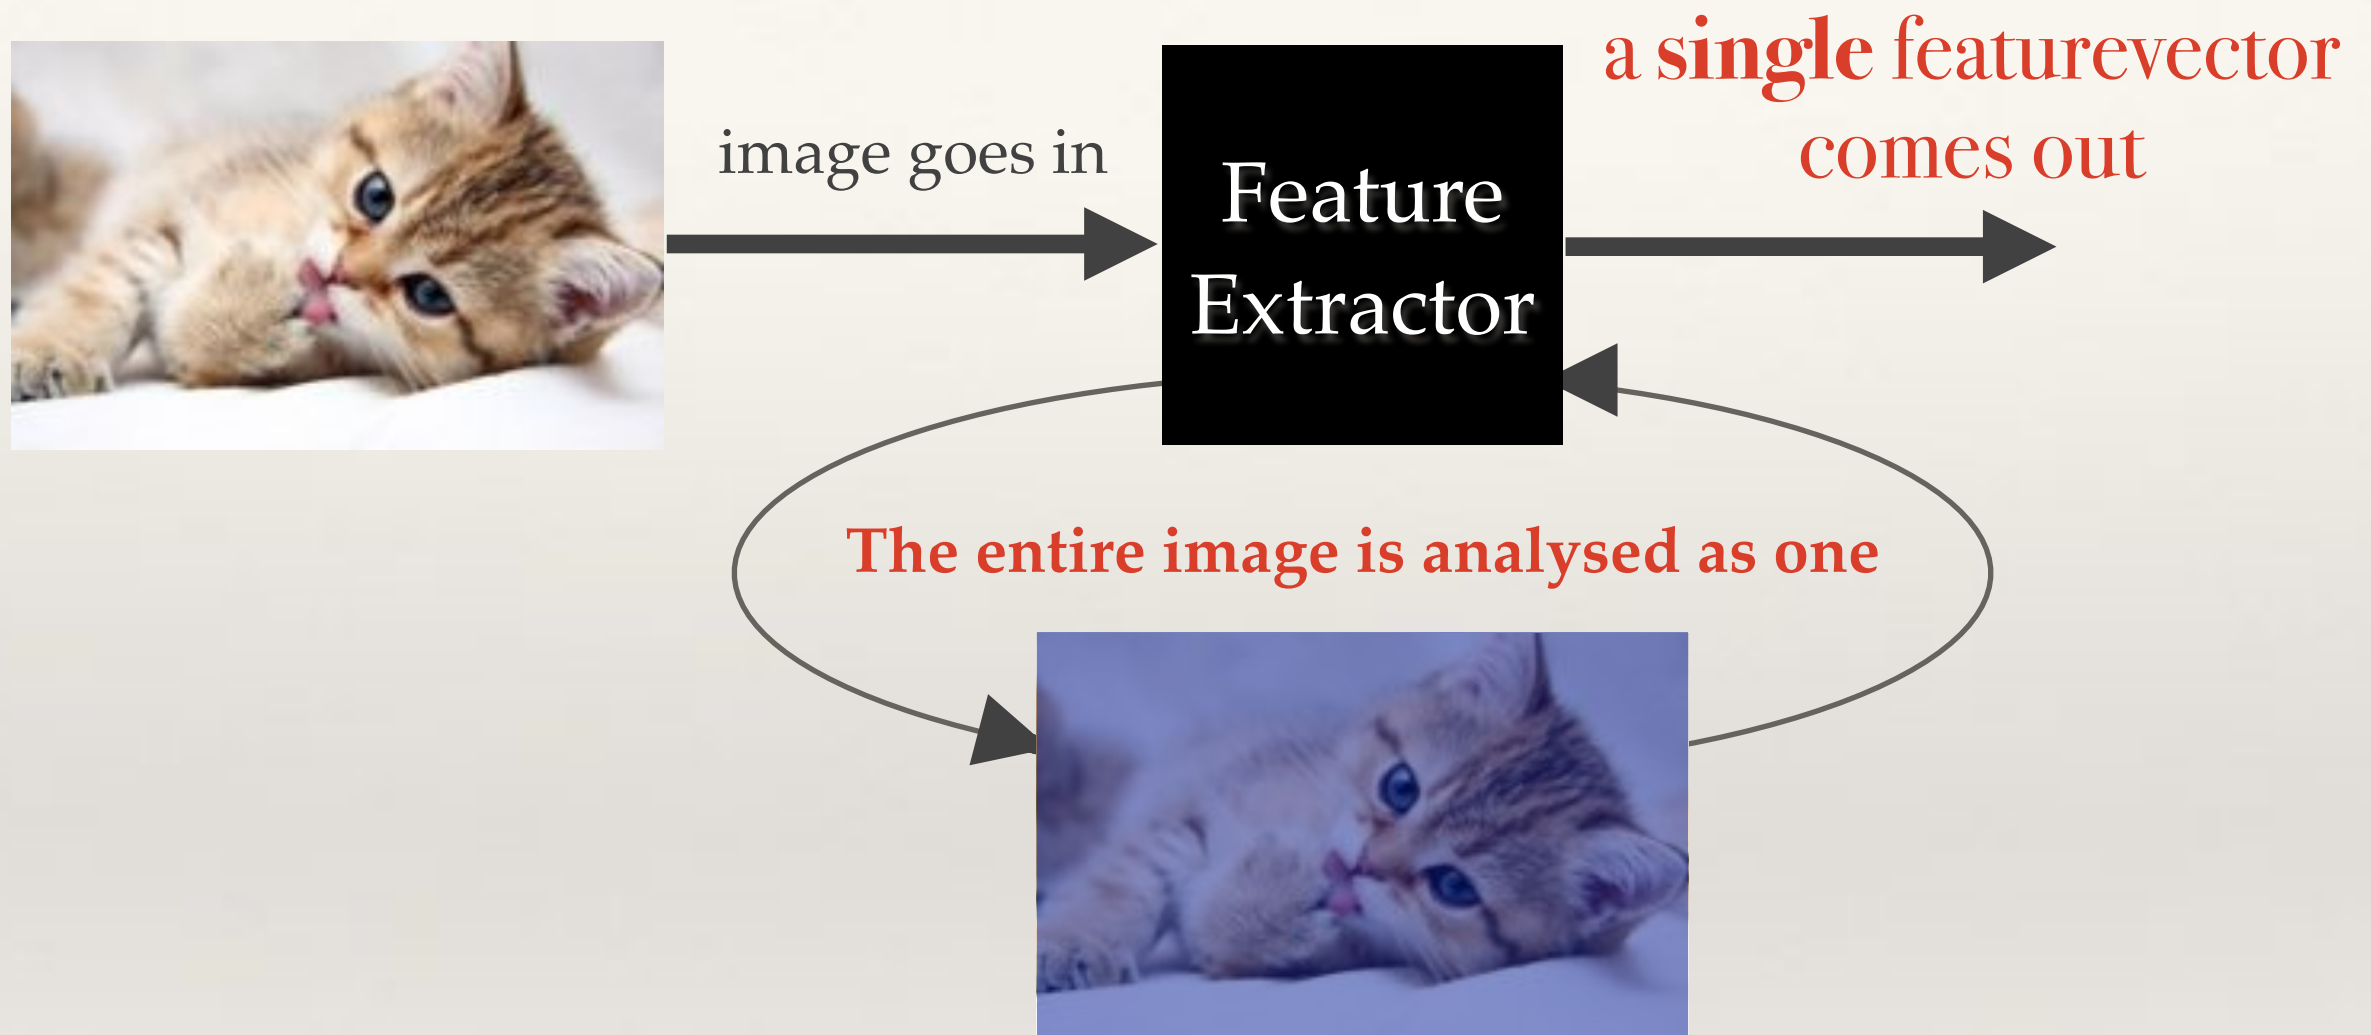 a single featurevector
comes out
image goes in
Feature
Extractor
The entire image is analysed as one